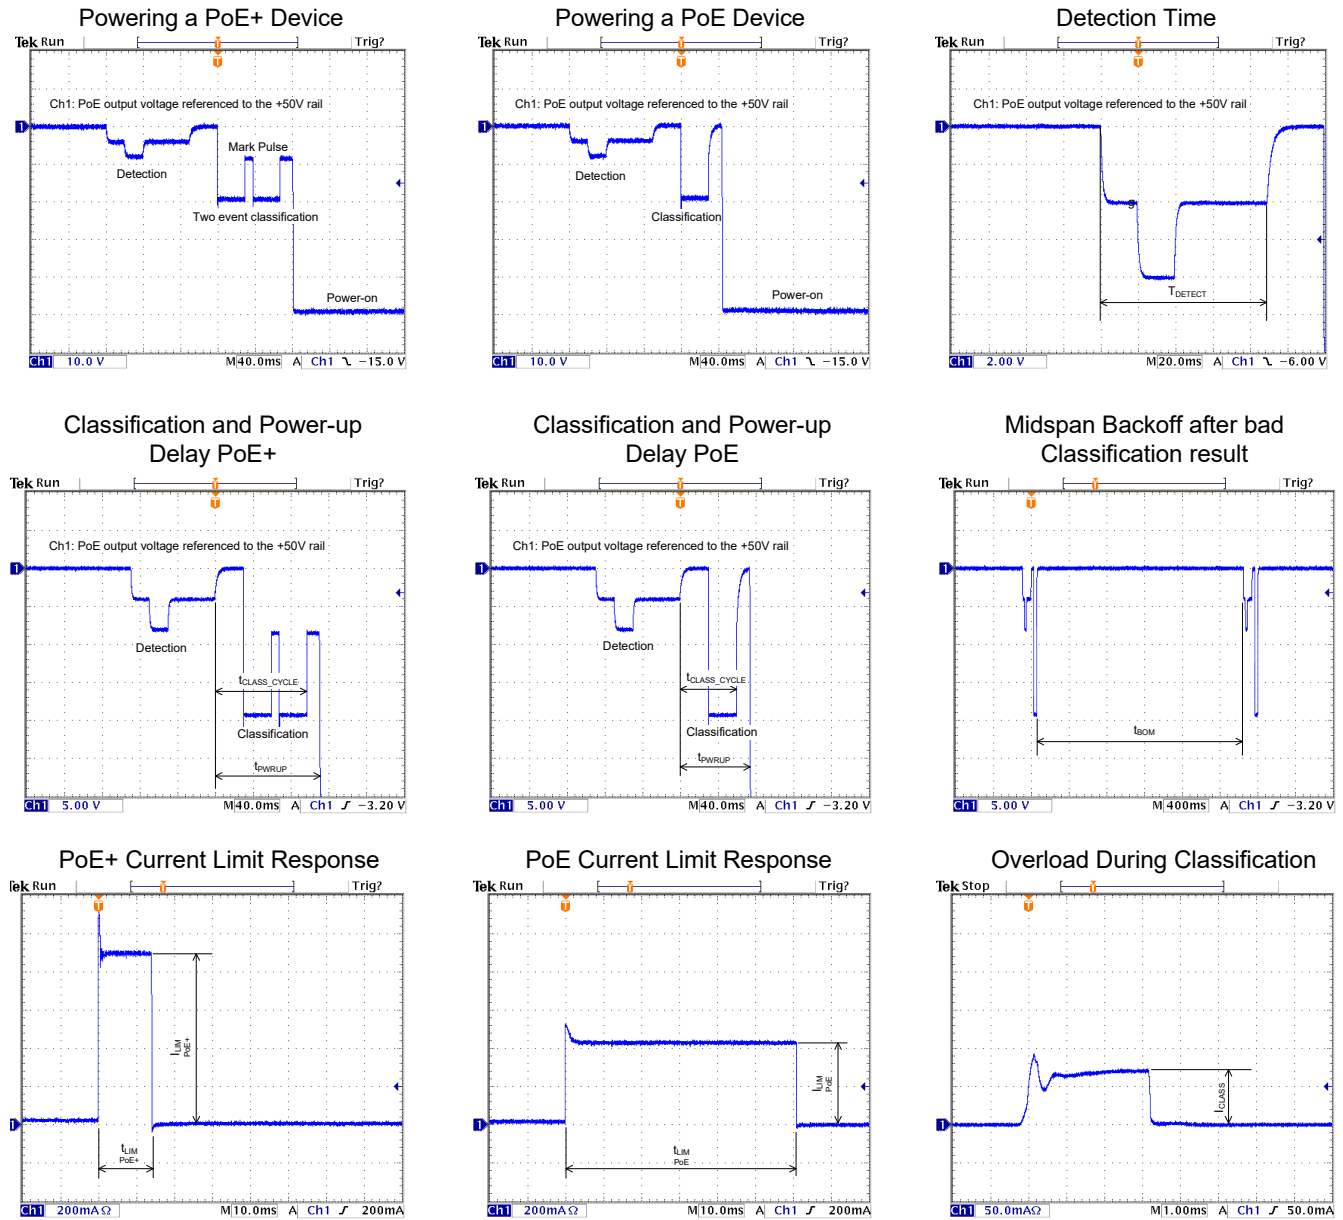 Powering a PoE+ Device
Tek Run
Trig?
T
T
Ch1: PoE output voltage referenced to the +50V rail
1
Mark Pulse
Detection
Two event classification
Power-on
Ch1 10.0 V M 40.0ms A Ch1 −15.0 V
Powering a PoE Device
Tek Run
Trig?
T
T
Ch1: PoE output voltage referenced to the +50V rail
1
Detection
Classification
Power-on
Ch1 10.0 V M 40.0ms A Ch1 −15.0 V
Detection Time
Tek Run
Trig?
T
T
Ch1: PoE output voltage referenced to the +50V rail
1
g
TDETECT
Ch1 2.00 V M 20.0ms A Ch1 −6.00 V
Classification and Power-up
Delay PoE+
Tek Run
Trig?
T
T
Ch1: PoE output voltage referenced to the +50V rail
1
Detection
tCLASS_CYCLE
Classification
tPWRUP
Ch1 5.00 V M 40.0ms A Ch1 −3.20 V
Classification and Power-up
Delay PoE
Tek Run
Trig?
T
T
Ch1: PoE output voltage referenced to the +50V rail
1
Detection
tCLASS_CYCLE
Classification
tPWRUP
Ch1 5.00 V M 40.0ms A Ch1 −3.20 V
Midspan Backoff after bad
Classification result
Tek Run
Trig?
T
T
1
tBOM
Ch1 5.00 V M 400ms A Ch1 −3.20 V
PoE+ Current Limit Response
Tek Run
Trig?
T
T
ILIM
PoE+
1
tLIM
PoE+
Ch1 200mAΩ M 10.0ms A Ch1 200mA
PoE Current Limit Response
Tek Run
Trig?
T
T
ILIM
PoE
1
tLIM
PoE
Ch1 200mAΩ M 10.0ms A Ch1 200mA
Overload During Classification
Tek Stop
T
T
ICLASS
1
Ch1 50.0mAΩ M 1.00ms A Ch1 50.0mA